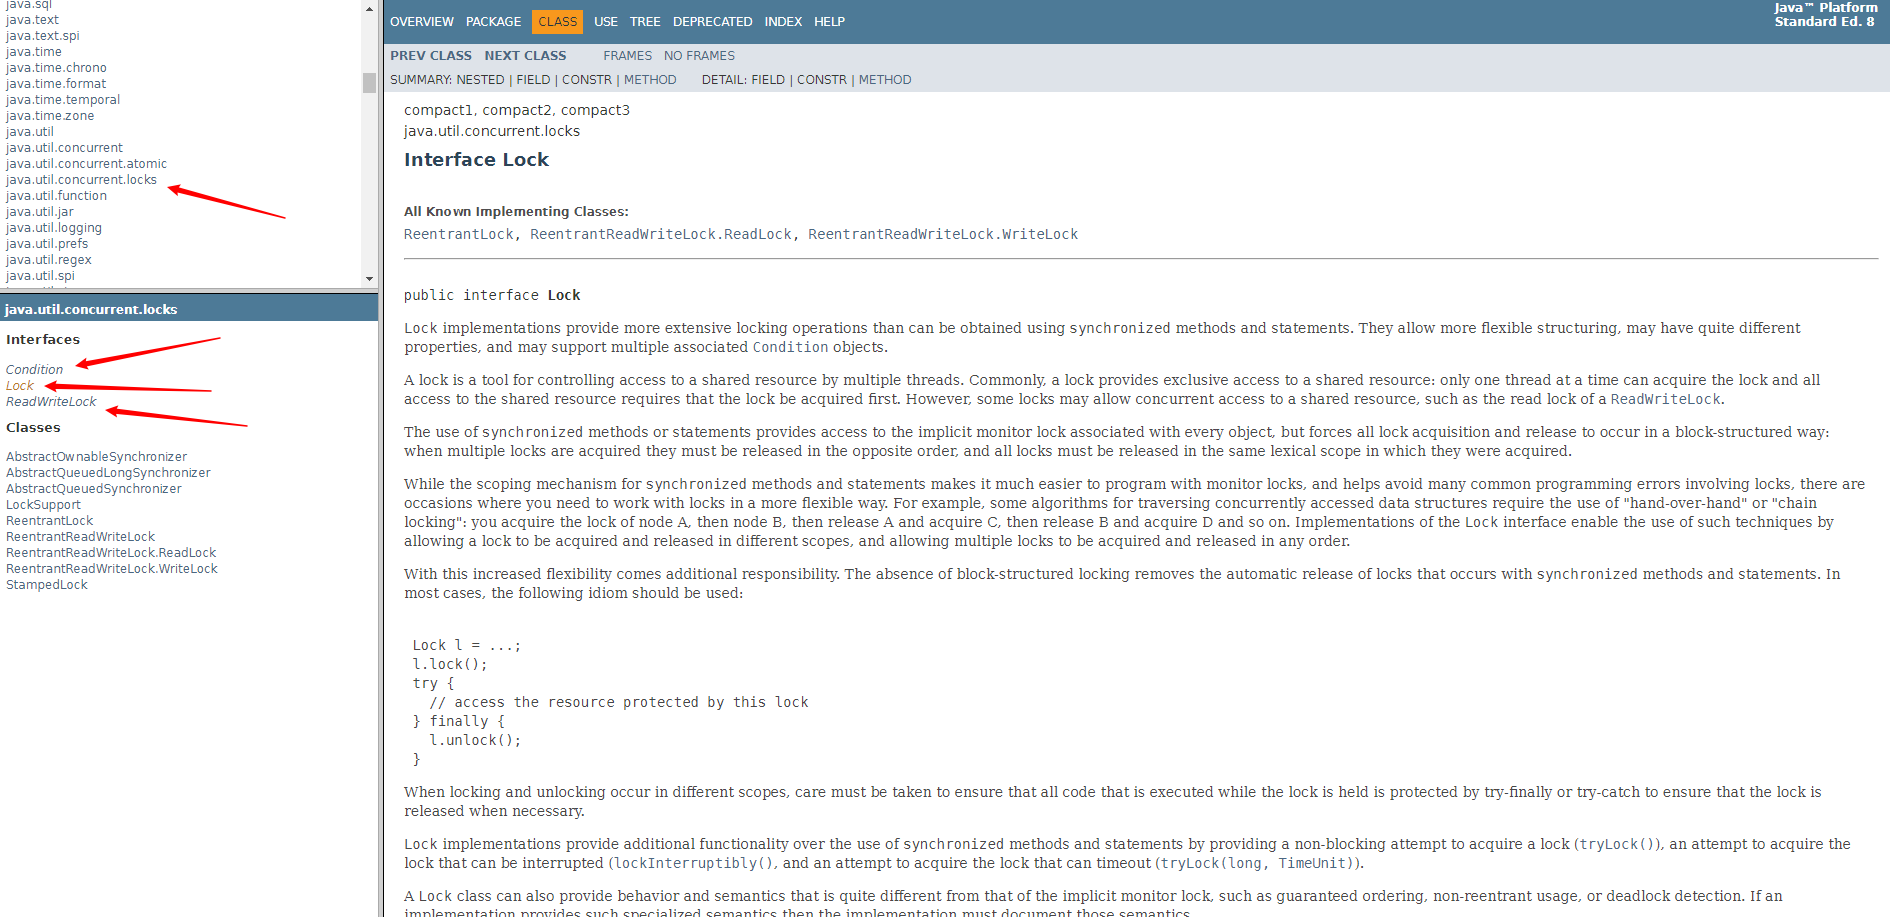 java.sql
java.text
java.text.spi
java.time
java.time.chrono
java.time.format
java.time.temporal
java.time.zone
java.util
java.util.concurrent
java.util.concurrent.atomic
java.util.concurrent.locks
java.util.function
java.util.jar
java.util.logging
java.util.prefs
java.util.regex
java.util.spi
java.util.concurrent.locks
Interfaces
Condition
Lock
ReadWriteLock
Classes
AbstractOwnableSynchronizer
AbstractQueuedLongSynchronizer
AbstractQueuedSynchronizer
LockSupport
ReentrantLock
ReentrantReadWriteLock
ReentrantReadWriteLock.ReadLock
ReentrantReadWriteLock.WriteLock
StampedLock
OVERVIEW PACKAGE CLASS USE TREE DEPRECATED INDEX HELP
Java™ Platform
Standard Ed. 8
PREV CLASS NEXT CLASS FRAMES NO FRAMES
SUMMARY: NESTED | FIELD | CONSTR | METHOD DETAIL: FIELD | CONSTR | METHOD
compact1, compact2, compact3
java.util.concurrent.locks
Interface Lock
All Known Implementing Classes:
ReentrantLock, ReentrantReadWriteLock.ReadLock, ReentrantReadWriteLock.WriteLock
public interface Lock
Lock implementations provide more extensive locking operations than can be obtained using synchronized methods and statements. They allow more flexible structuring, may have quite different
properties, and may support multiple associated Condition objects.
A lock is a tool for controlling access to a shared resource by multiple threads. Commonly, a lock provides exclusive access to a shared resource: only one thread at a time can acquire the lock and all
access to the shared resource requires that the lock be acquired first. However, some locks may allow concurrent access to a shared resource, such as the read lock of a ReadWriteLock.
The use of synchronized methods or statements provides access to the implicit monitor lock associated with every object, but forces all lock acquisition and release to occur in a block-structured way:
when multiple locks are acquired they must be released in the opposite order, and all locks must be released in the same lexical scope in which they were acquired.
While the scoping mechanism for synchronized methods and statements makes it much easier to program with monitor locks, and helps avoid many common programming errors involving locks, there are
occasions where you need to work with locks in a more flexible way. For example, some algorithms for traversing concurrently accessed data structures require the use of "hand-over-hand" or "chain
locking": you acquire the lock of node A, then node B, then release A and acquire C, then release B and acquire D and so on. Implementations of the Lock interface enable the use of such techniques by
allowing a lock to be acquired and released in different scopes, and allowing multiple locks to be acquired and released in any order.
With this increased flexibility comes additional responsibility. The absence of block-structured locking removes the automatic release of locks that occurs with synchronized methods and statements. In
most cases, the following idiom should be used:
Lock l = ...;
l.lock();
try {
// access the resource protected by this lock
} finally {
l.unlock();
}
When locking and unlocking occur in different scopes, care must be taken to ensure that all code that is executed while the lock is held is protected by try-finally or try-catch to ensure that the lock is
released when necessary.
Lock implementations provide additional functionality over the use of synchronized methods and statements by providing a non-blocking attempt to acquire a lock (tryLock()), an attempt to acquire the
lock that can be interrupted (lockInterruptibly(), and an attempt to acquire the lock that can timeout (tryLock(long, TimeUnit)).
A Lock class can also provide behavior and semantics that is quite different from that of the implicit monitor lock, such as guaranteed ordering, non-reentrant usage, or deadlock detection. If an
implementation provides such specialized semantics then the implementation must document those semantics.